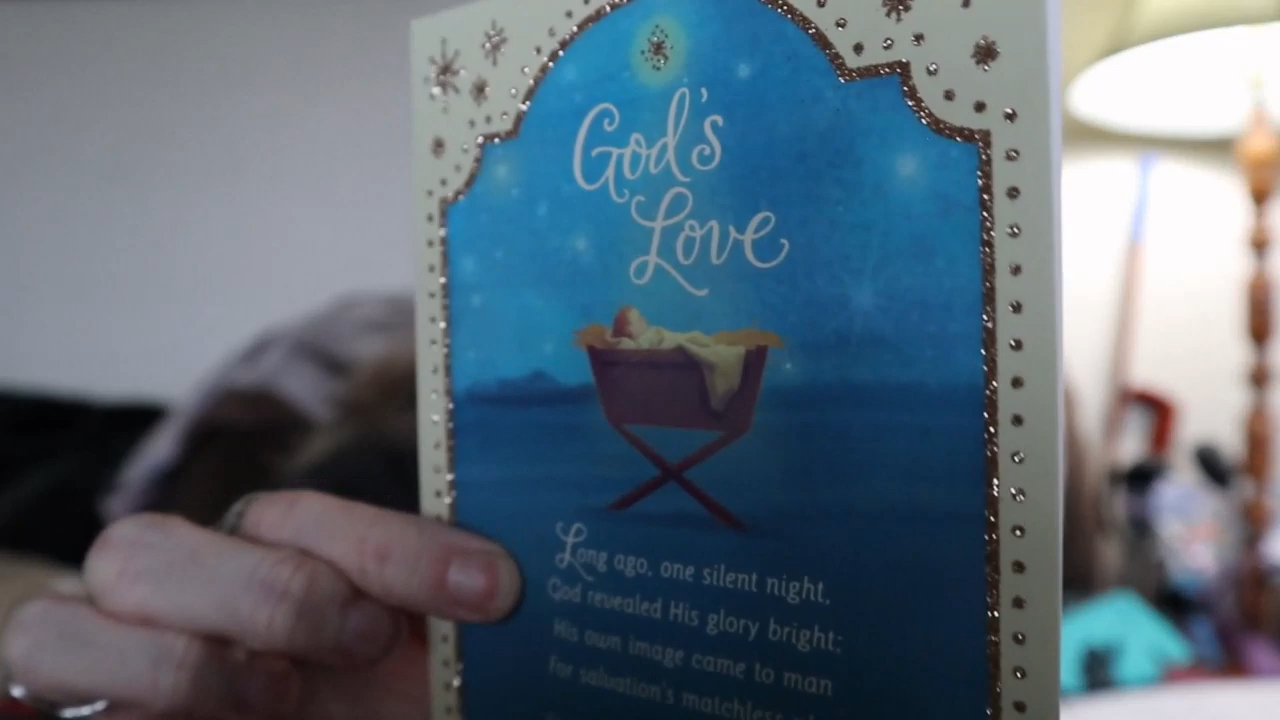 God's
Love
Long ago, one silent night,
God revealed His glory bright;
His own image came to man
For salvation's matchless